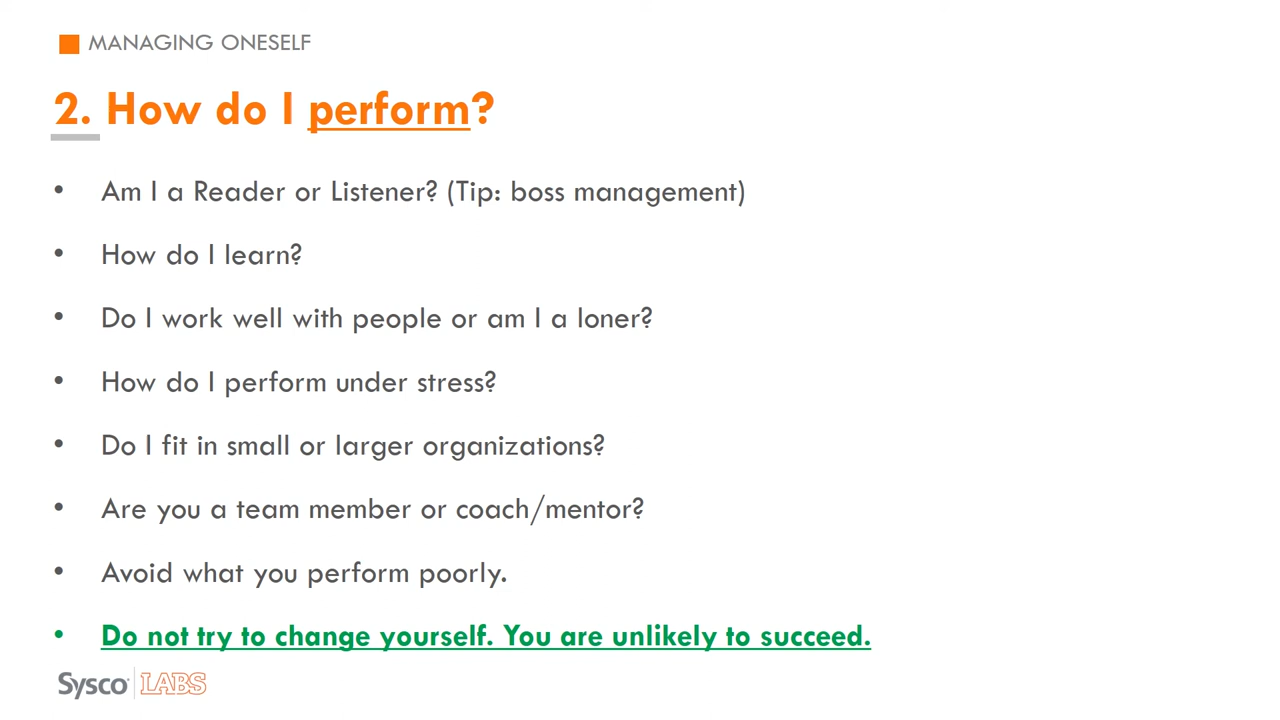 MANAGING ONESELF
2. How do I perform?
• Am I a Reader or Listener? (Tip: boss management)
• How do I learn?
• Do I work well with people or am I a loner?
• How do I perform under stress?
• Do I fit in small or larger organizations?
• Are you a team member or coach/mentor?
• Avoid what you perform poorly.
• Do not try to change yourself. You are unlikely to succeed.
Sysco LABS